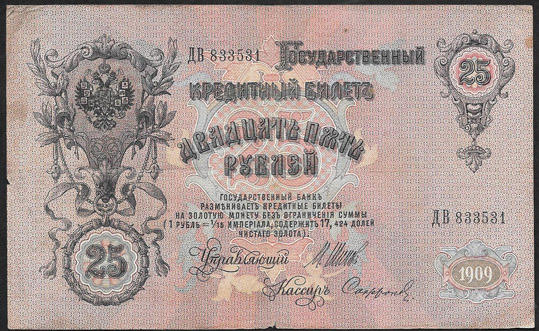 ДВ 833531
Государственный
25
Кредитный Билетъ
Двадцать пять
рублей
Государственный Банкъ
размѣниваетъ кредитные билеты
на золотую монету безъ ограниченія суммы
(1 рубль = 1/15 имперіала, содержитъ 17,424 долей
чистаго золота).
ДВ 833531
25
Управляющій
И. Шиповъ
1909
Кассиръ